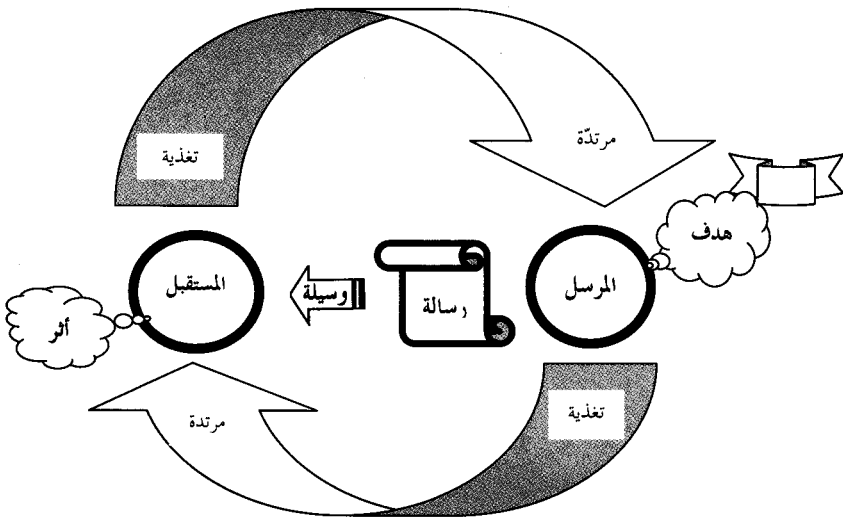 تغذية
مرتدّة
هدف
المرسل
رسالة
وسيلة
المستقبل
أثر
تغذية
مرتدة